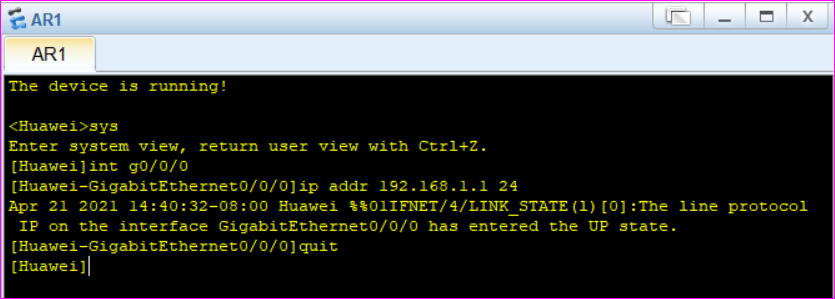 AR1
X
AR1
The device is running!
<Huawei>sys
Enter system view, return user view with Ctrl+Z.
[Huawei]int g0/0/0
[Huawei-GigabitEthernet0/0/0]ip addr 192.168.1.1 24
Apr 21 2021 14:40:32-08:00 Huawei %%01IFNET/4/LINK_STATE(l)[0]:The line protocol
 IP on the interface GigabitEthernet0/0/0 has entered the UP state.
[Huawei-GigabitEthernet0/0/0]quit
[Huawei]